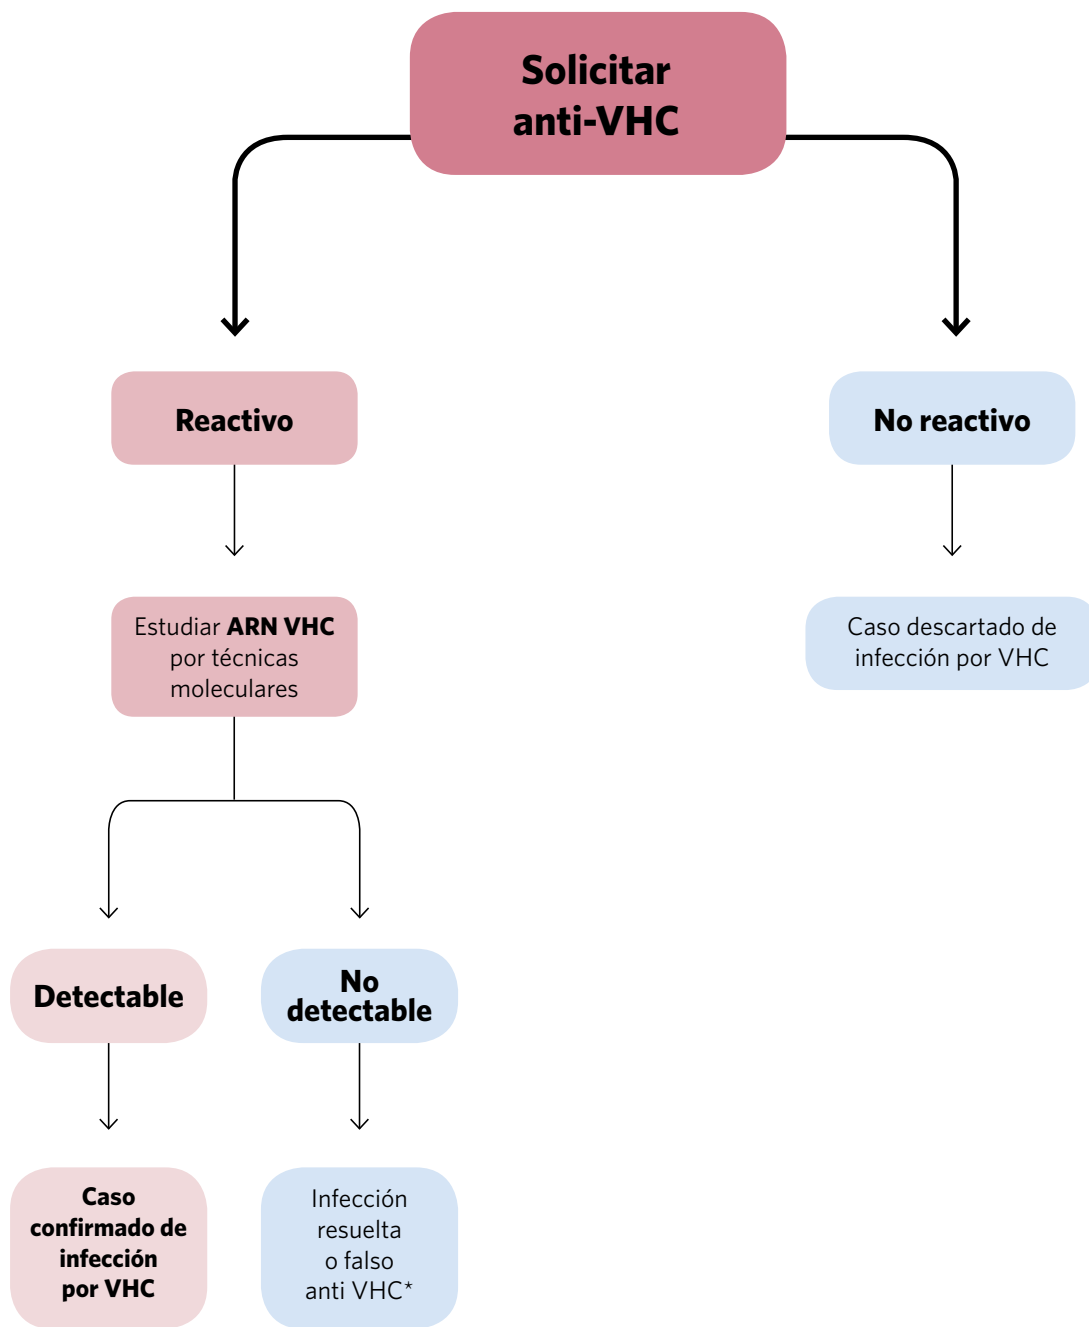 Solicitar
anti-VHC
Reactivo
No reactivo
Estudiar ARN VHC
por técnicas
moleculares
Caso descartado de
infección por VHC
Detectable
No
detectable
Caso
confirmado de
infección
por VHC
Infección
resuelta
o falso
anti VHC*